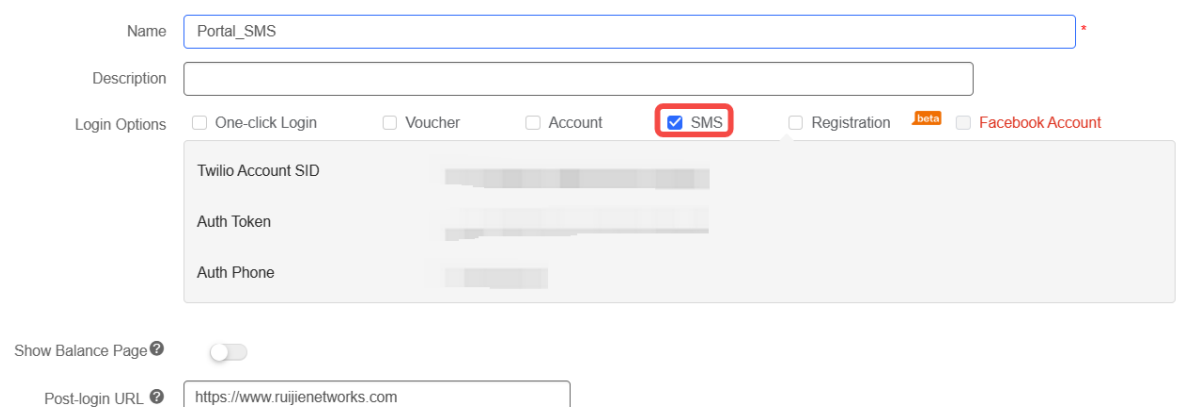 Name Portal_SMS *
Description
Login Options One-click Login Voucher Account SMS Registration beta Facebook Account
Twilio Account SID
Auth Token
Auth Phone
Show Balance Page ?
Post-login URL ? https://www.ruijienetworks.com